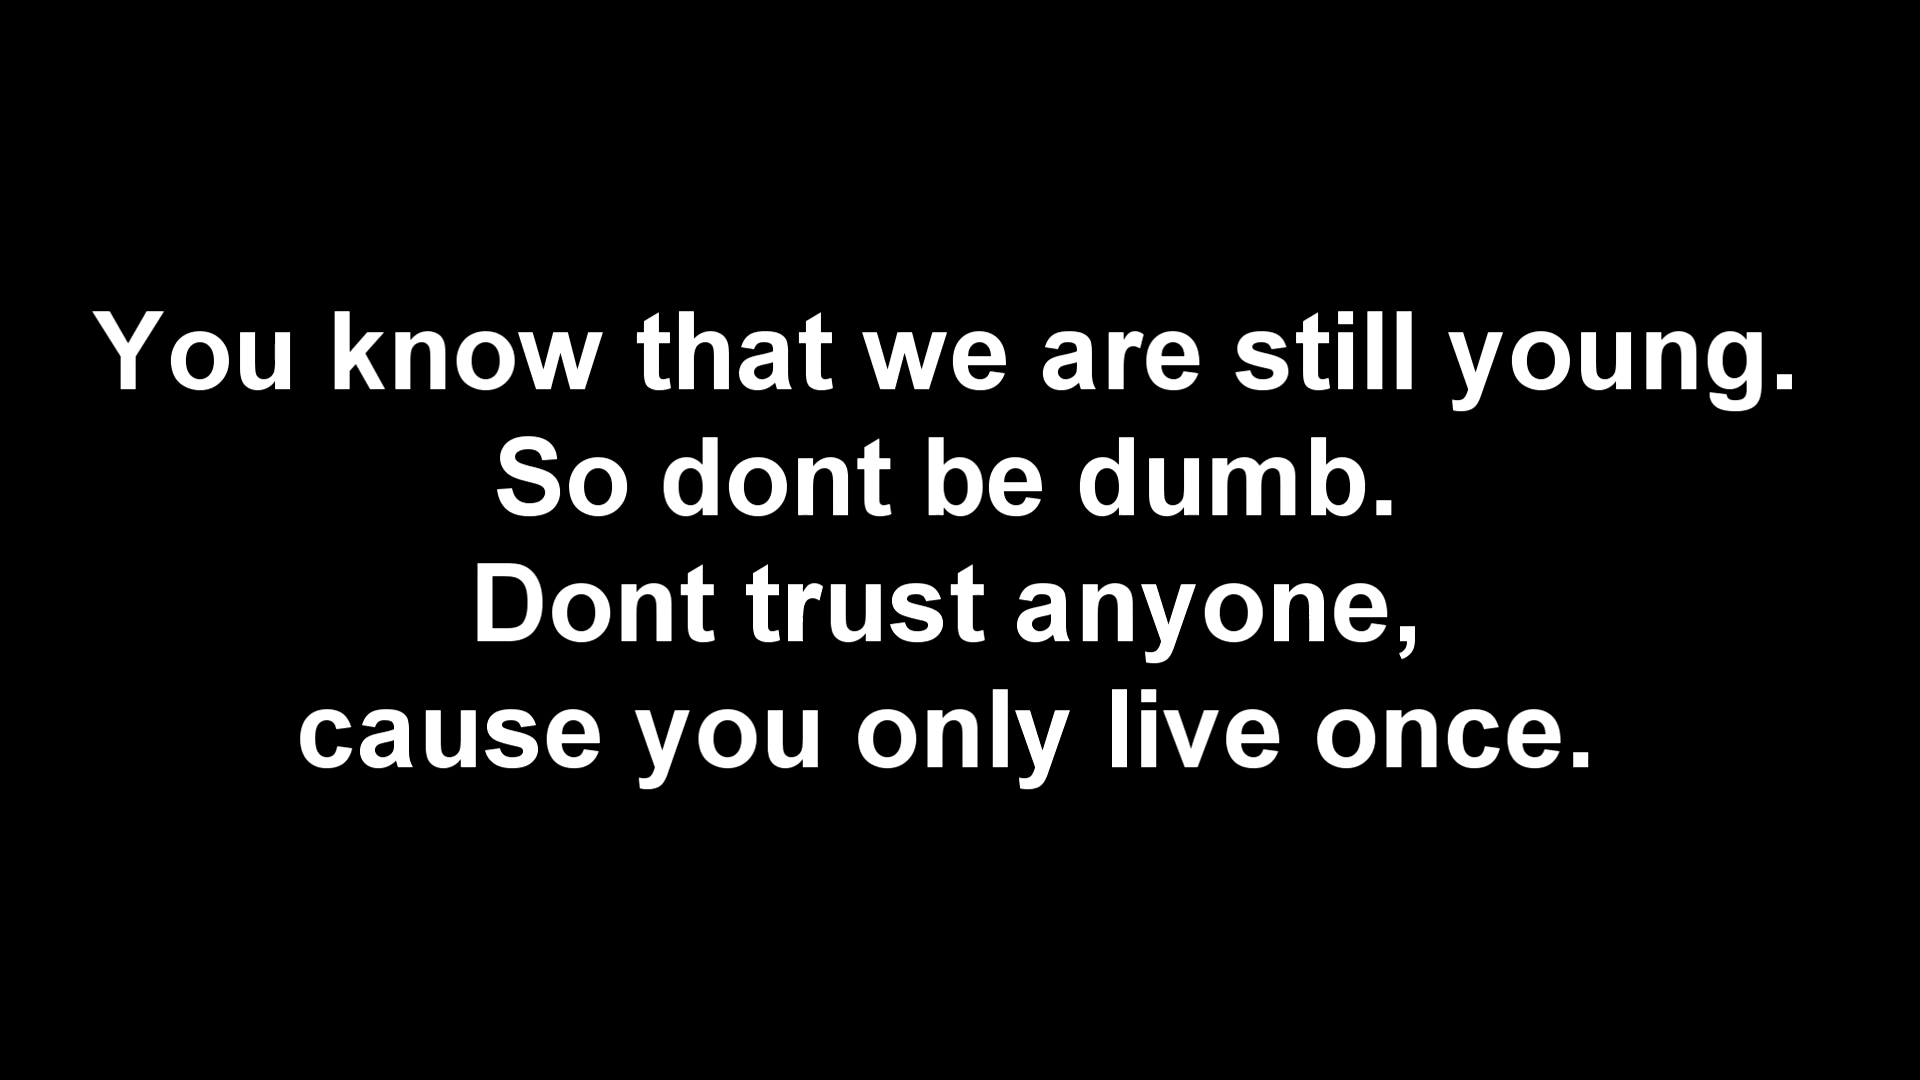 You know that we are still young.
So dont be dumb.
Dont trust anyone,
cause you only live once.